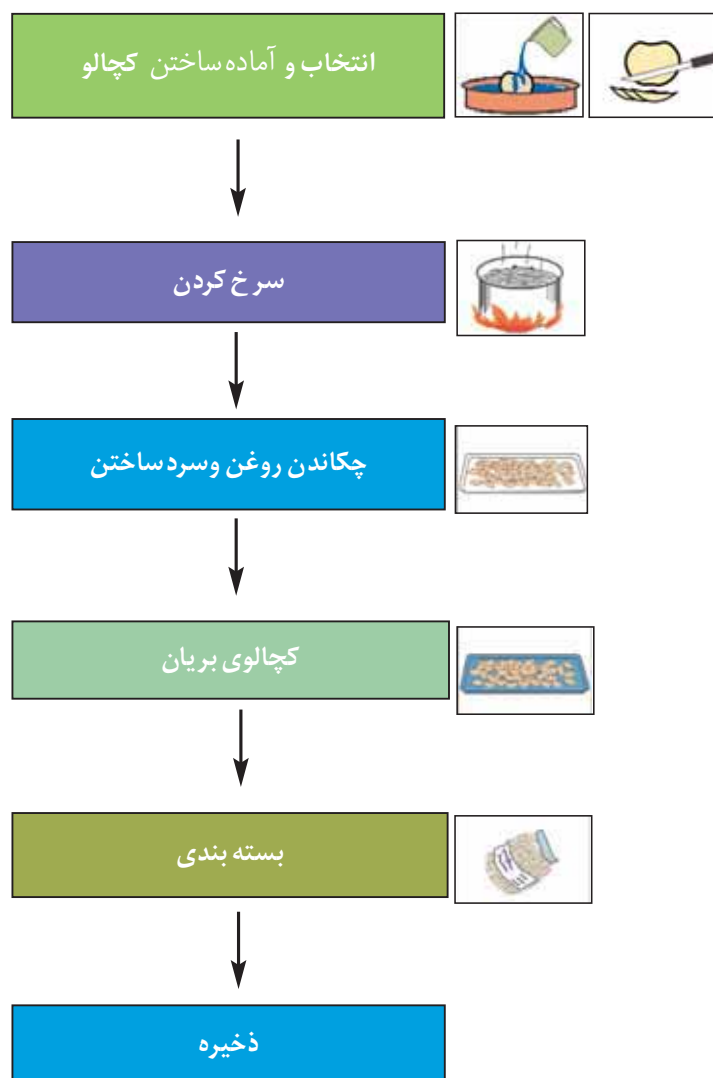 انتخاب و آماده ساختن کچالو
سرخ کردن
چکاندن روغن وسرد ساختن
کچالوی بریان
بسته بندی
ذخیره